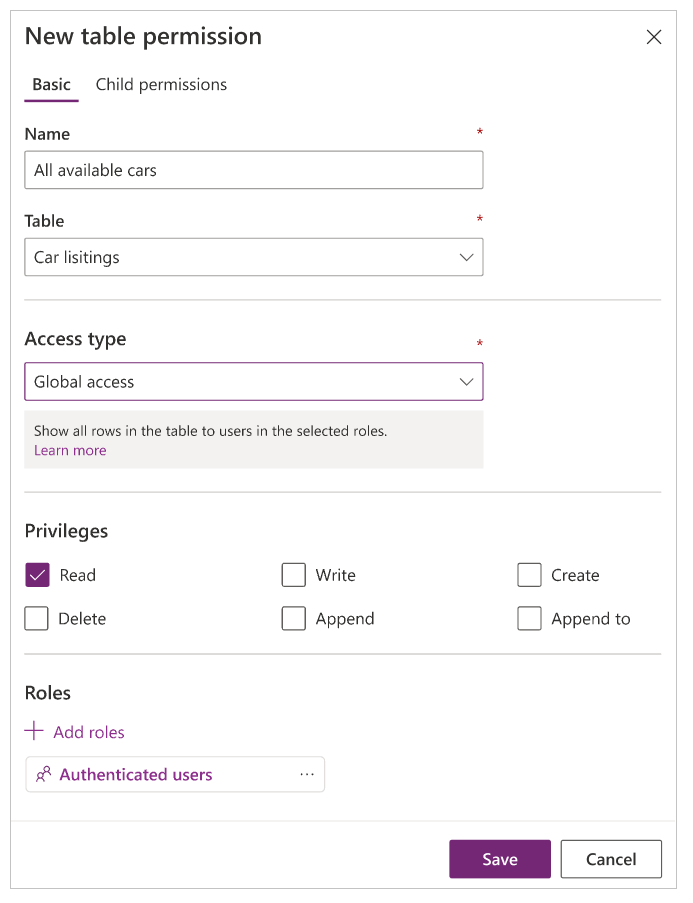 New table permission
Basic Child permissions
Name *
All available cars
Table *
Car lisitings
Access type *
Global access
Show all rows in the table to users in the selected roles.
Learn more
Privileges
Read Write Create
Delete Append Append to
Roles
Add roles
Authenticated users ...
Save Cancel